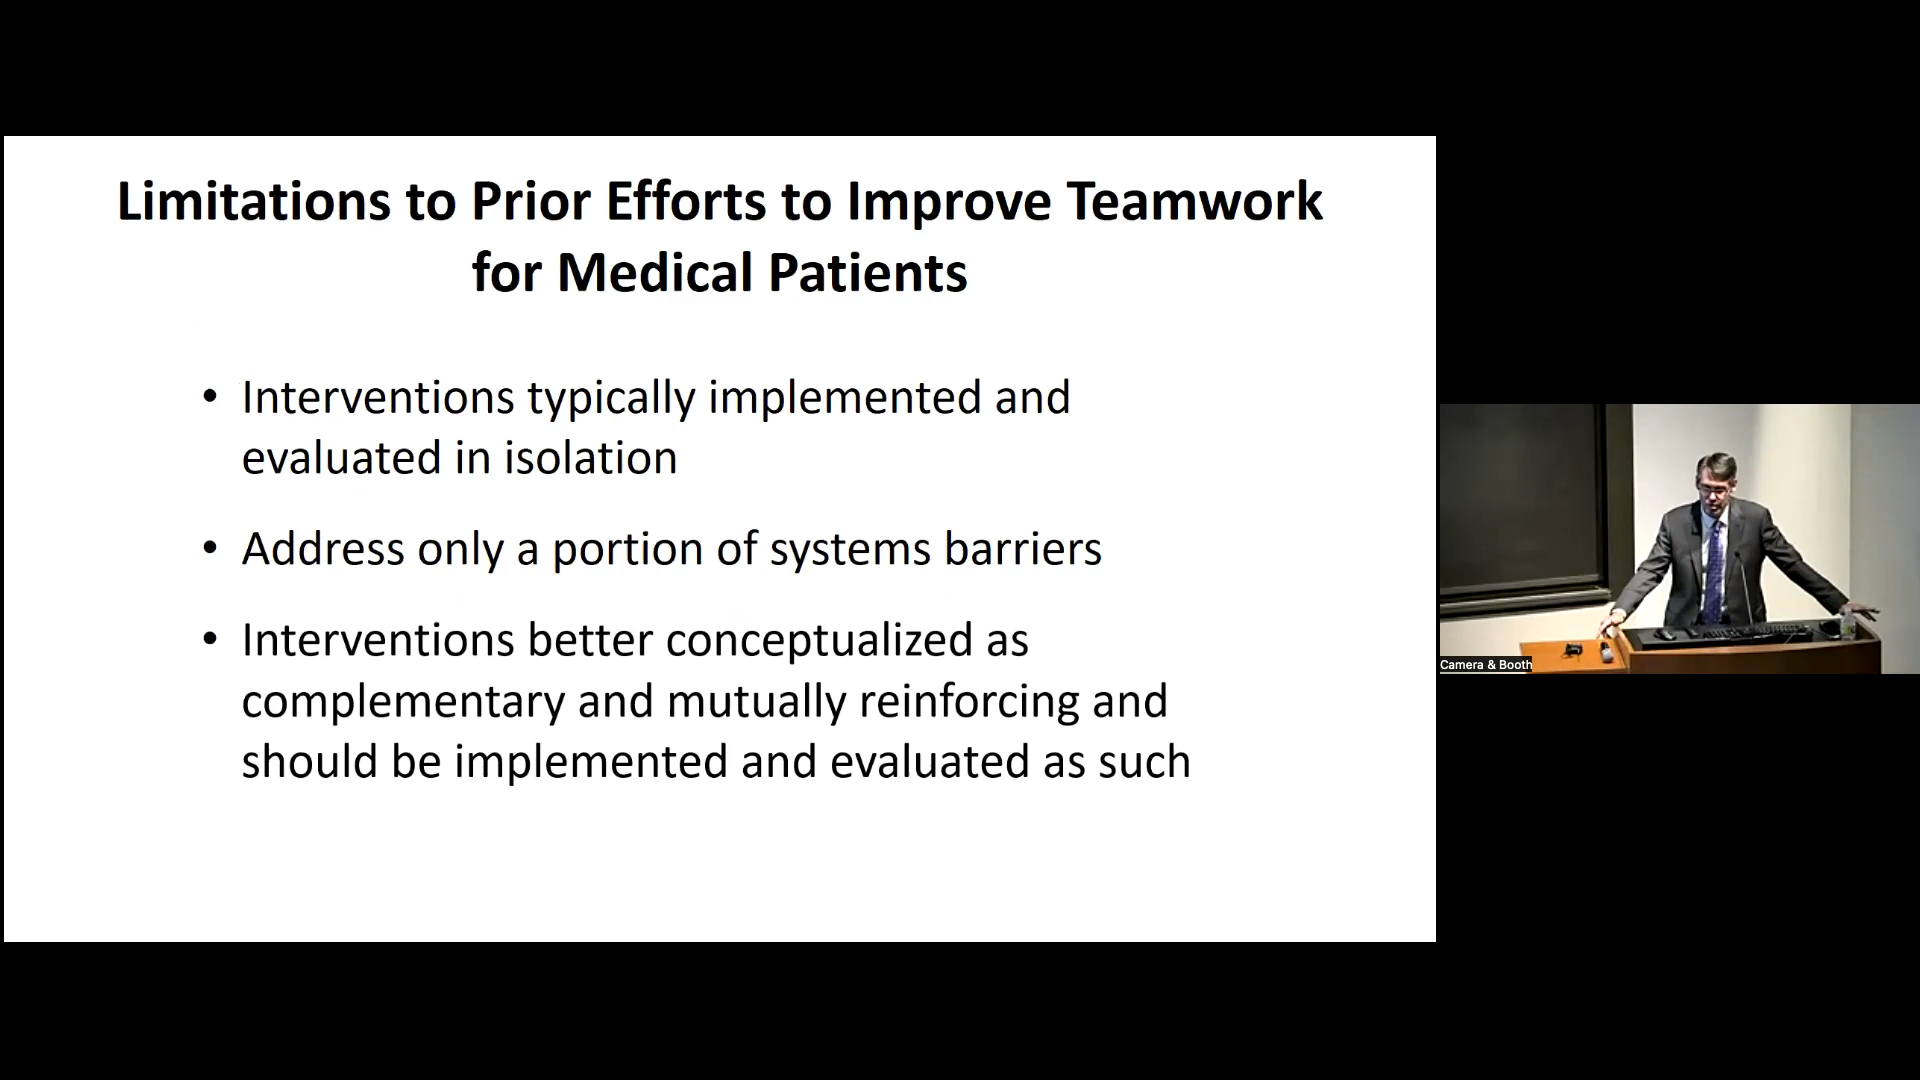 Limitations to Prior Efforts to Improve Teamwork
for Medical Patients
• Interventions typically implemented and
evaluated in isolation
• Address only a portion of systems barriers
• Interventions better conceptualized as
complementary and mutually reinforcing and
should be implemented and evaluated as such
Camera & Booth